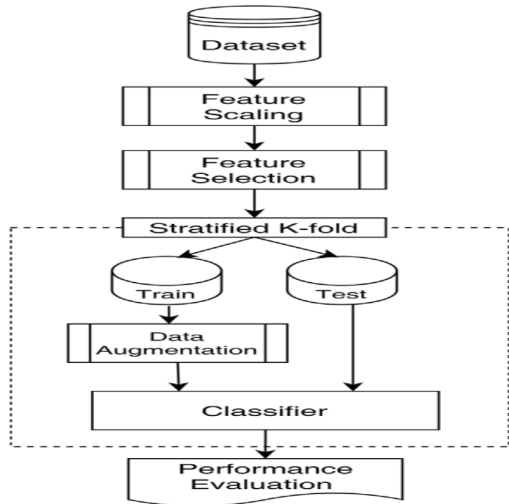 Dataset
Feature
Scaling
Feature
Selection
Stratified K-fold
Train
Test
Data
Augmentation
Classifier
Performance
Evaluation